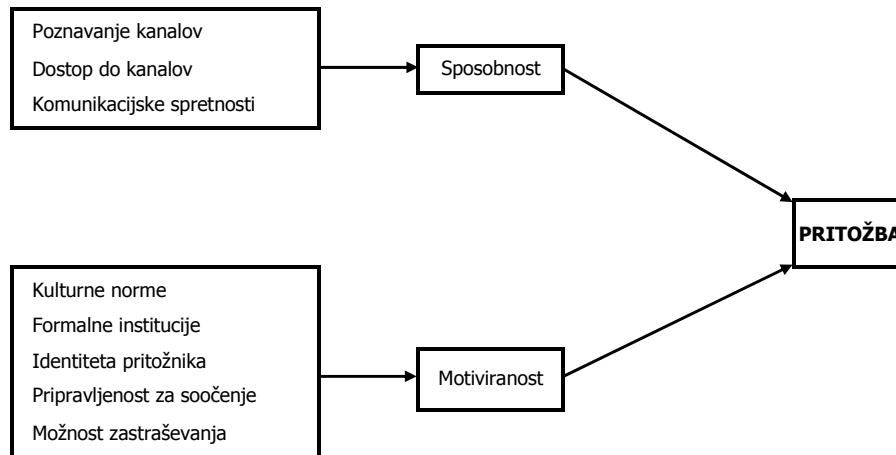 Poznavanje kanalov
Dostop do kanalov
Komunikacijske spretnosti
Sposobnost
PRITOŽBA
Kulturne norme
Formalne institucije
Identiteta pritožnika
Pripravljenost za soočenje
Možnost zastraševanja
Motiviranost